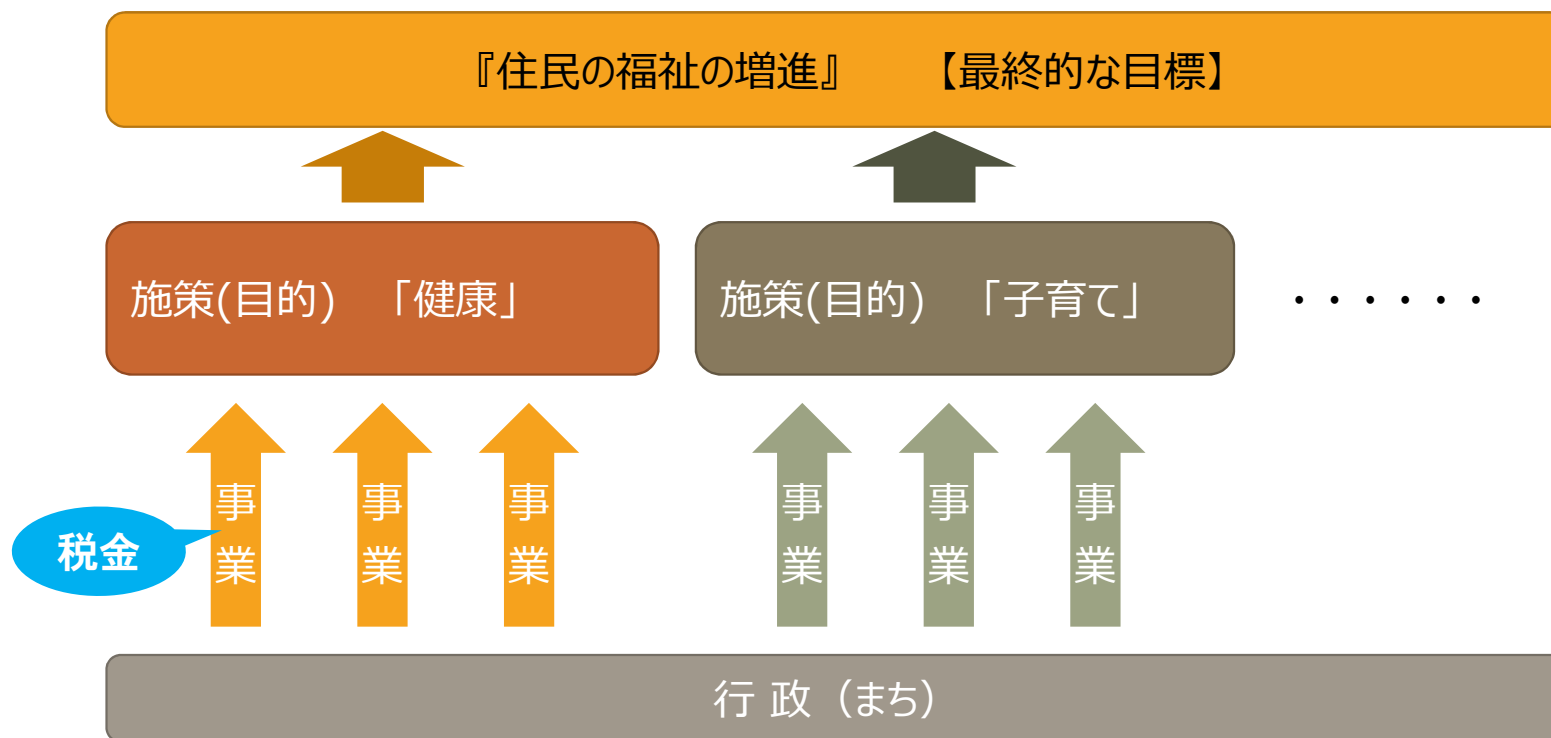 『住民の福祉の増進』　　【最終的な目標】
施策(目的)　「健康」
施策(目的)　「子育て」
・・・・・・
事業
事業
事業
事業
事業
事業
税金
行 政（まち）